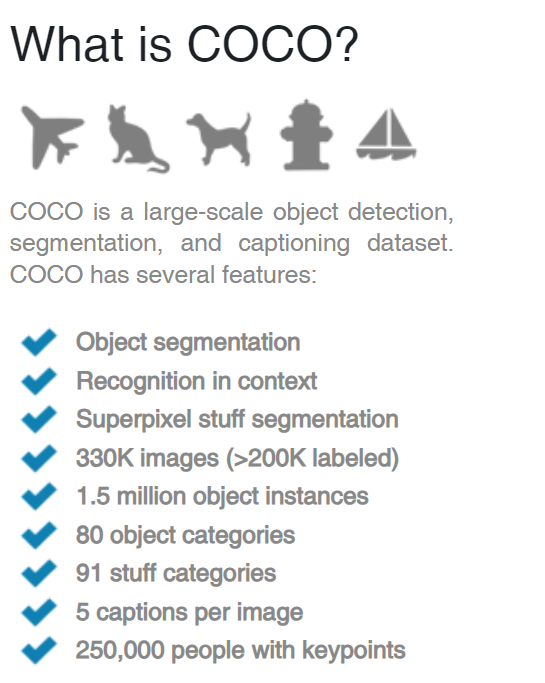 What is COCO?
COCO is a large-scale object detection,
segmentation, and captioning dataset.
COCO has several features:
Object segmentation
Recognition in context
Superpixel stuff segmentation
330K images (>200K labeled)
1.5 million object instances
80 object categories
91 stuff categories
5 captions per image
250,000 people with keypoints